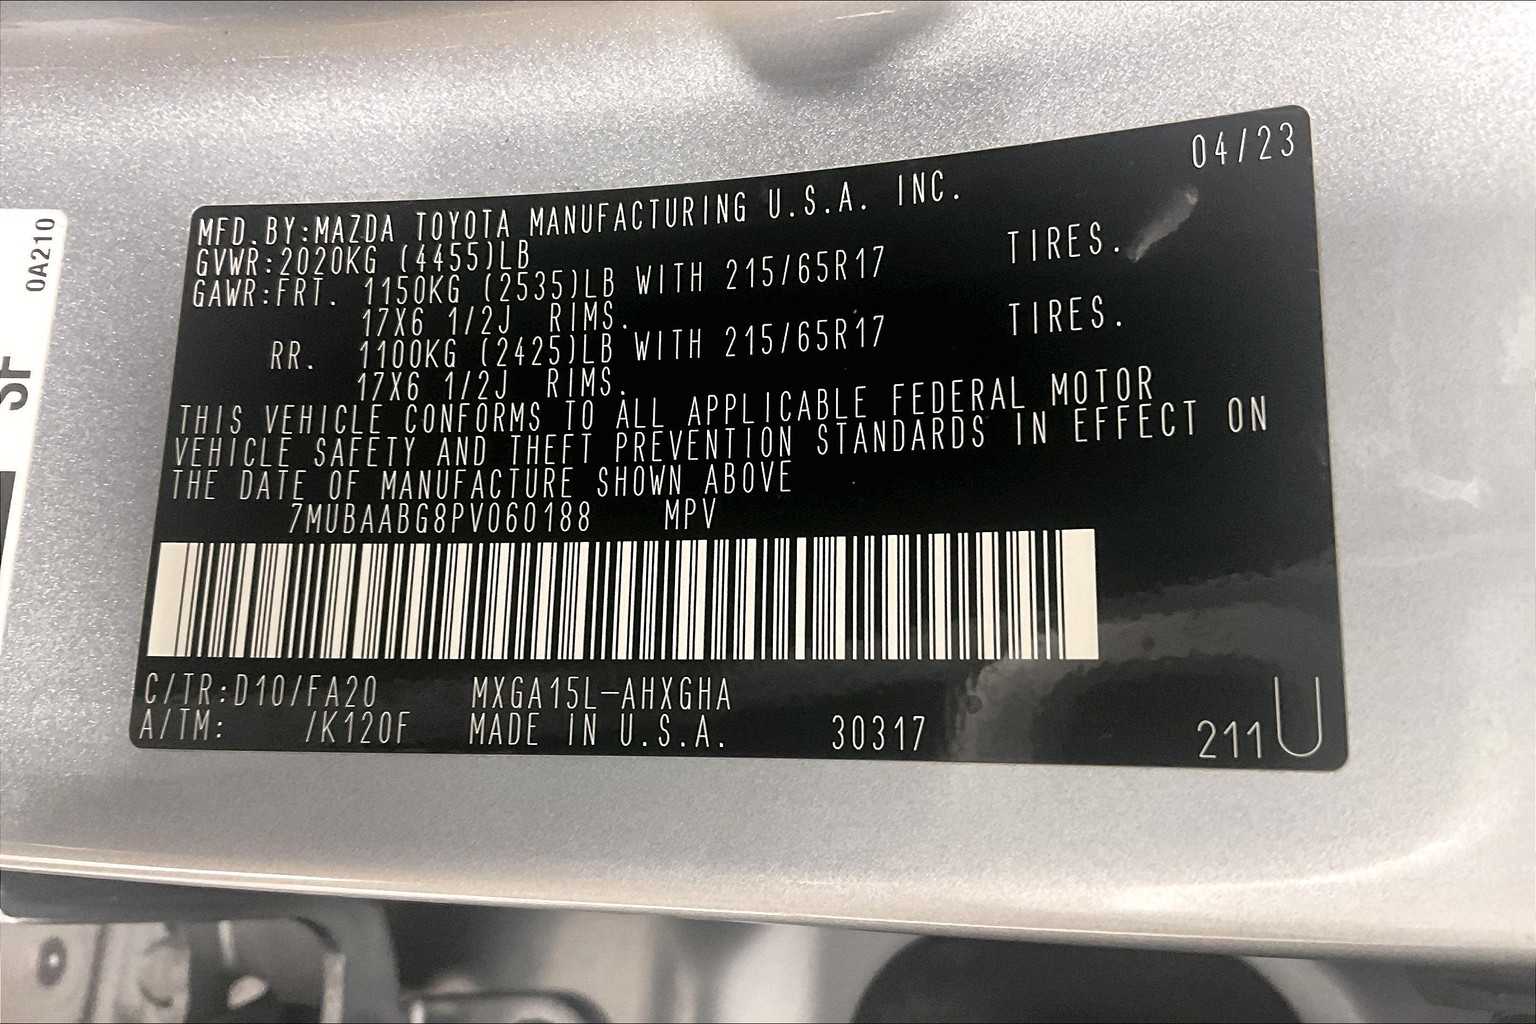 04/23
MFD.BY:MAZDA TOYOTA MANUFACTURING U.S.A. INC.
GVWR:2020KG (4455)LB
GAWR:FRT. 1150KG (2535)LB WITH 215/65R17 TIRES.
17X6 1/2J RIMS.
RR. 1100KG (2425)LB WITH 215/65R17 TIRES.
17X6 1/2J RIMS.
THIS VEHICLE CONFORMS TO ALL APPLICABLE FEDERAL MOTOR
VEHICLE SAFETY AND THEFT PREVENTION STANDARDS IN EFFECT ON
THE DATE OF MANUFACTURE SHOWN ABOVE
7MUBAABG8PV060188 MPV
C/TR:D10/FA20 MXGA15L-AHXGHA
A/TM: /K120F MADE IN U.S.A. 30317 211U
0A210